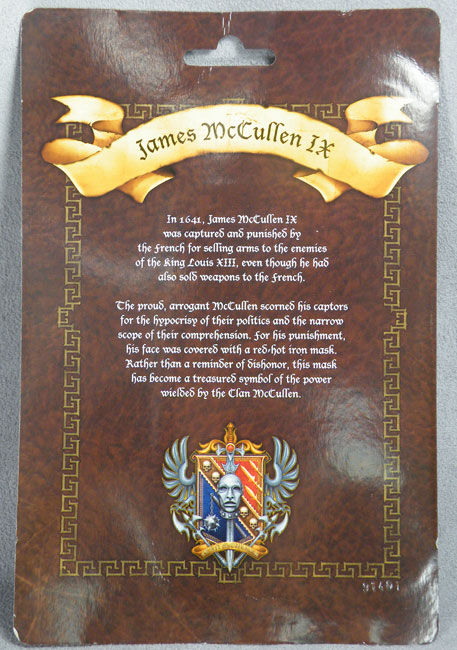 James McCullen IX
In 1641, James McCullen IX
was captured and punished by
the French for selling arms to the enemies
of the King Louis XIII, even though he had
also sold weapons to the French.
The proud, arrogant McCullen scorned his captors
for the hypocrisy of their politics and the narrow
scope of their comprehension. For his punishment,
his face was covered with a red-hot iron mask.
Rather than a reminder of dishonor, this mask
has become a treasured symbol of the power
wielded by the Clan McCullen.